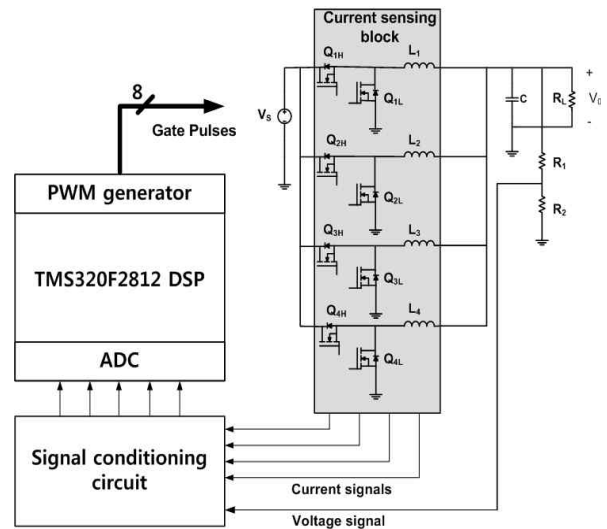 Current sensing
block
Q1H
L1
Q1L
8
Gate Pulses
VS
+
C
RL
V0
-
Q2H
L2
Q2L
R1
R2
PWM generator
TMS320F2812 DSP
ADC
Q3H
L3
Q3L
Q4H
L4
Q4L
Signal conditioning
circuit
Current signals
Voltage signal